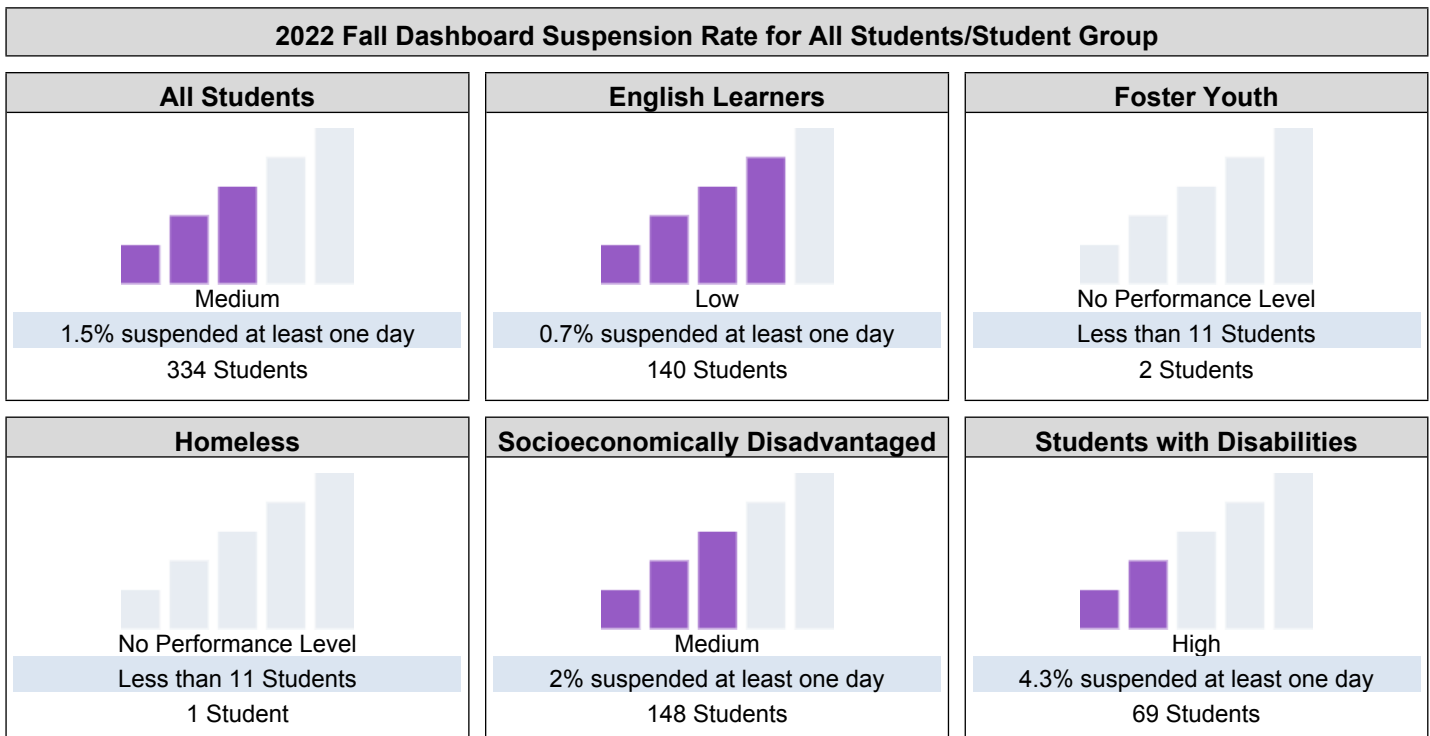 2022 Fall Dashboard Suspension Rate for All Students/Student Group
All Students
Medium
1.5% suspended at least one day
334 Students
English Learners
Low
0.7% suspended at least one day
140 Students
Foster Youth
No Performance Level
Less than 11 Students
2 Students
Homeless
No Performance Level
Less than 11 Students
1 Student
Socioeconomically Disadvantaged
Medium
2% suspended at least one day
148 Students
Students with Disabilities
High
4.3% suspended at least one day
69 Students